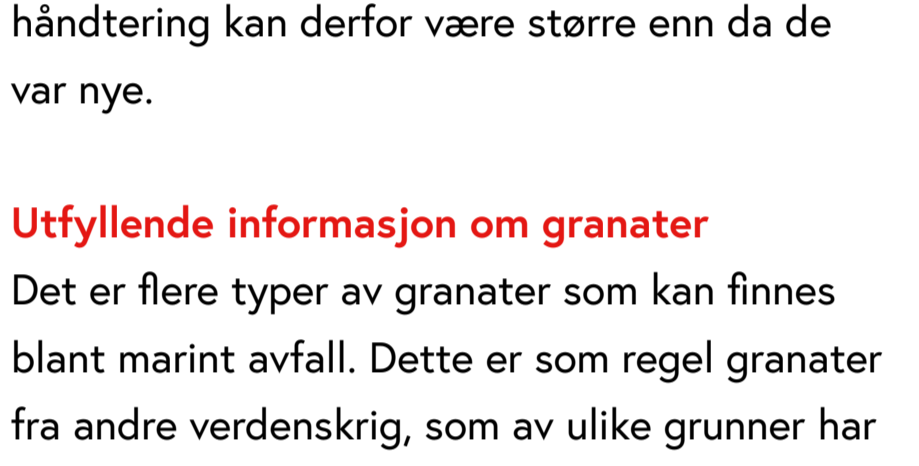 håndtering kan derfor være større enn da de
var nye.
Utfyllende informasjon om granater
Det er flere typer av granater som kan finnes
blant marint avfall. Dette er som regel granater
fra andre verdenskrig, som av ulike grunner har